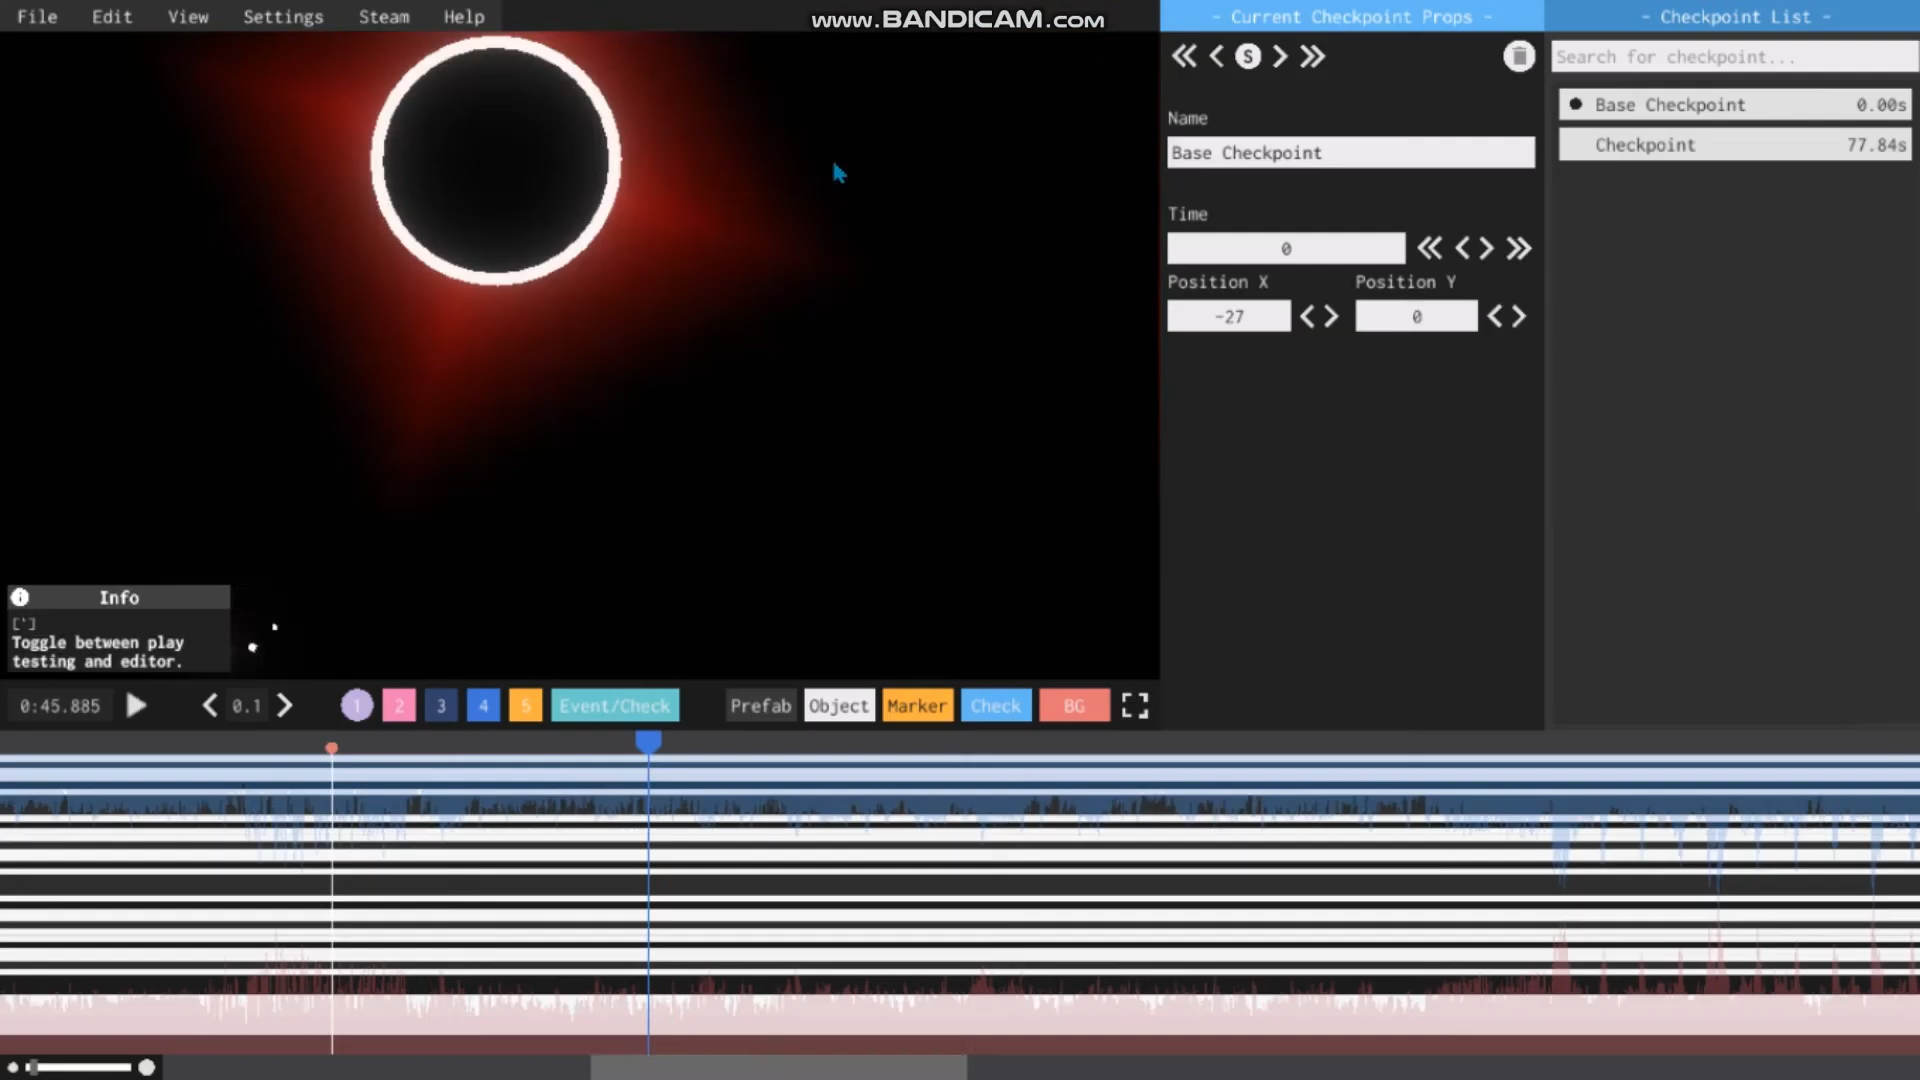 File Edit View Settings Steam Help
www.BANDICAM.com
- Current Checkpoint Props -
- Checkpoint List -
S
Search for checkpoint...
Base Checkpoint 0.00s
Checkpoint 77.84s
Name
Base Checkpoint
Time
0
Position X Position Y
-27 0
Info
[`]
Toggle between play
testing and editor.
0:45.885 0.1 1 2 3 4 5 Event/Check Prefab Object Marker Check BG